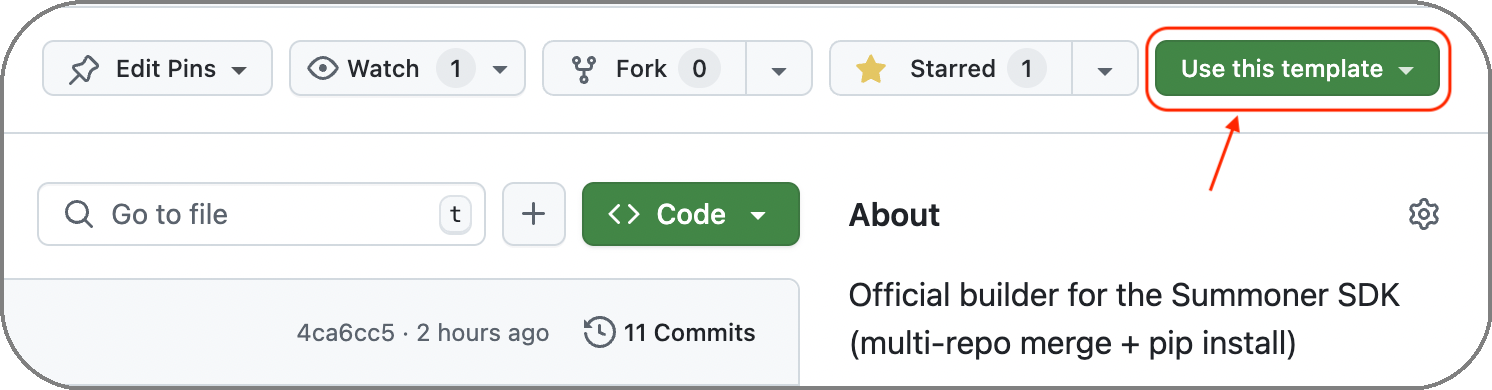 Edit Pins Watch 1 Fork 0 Starred 1 Use this template
Go to file t + <> Code About
Official builder for the Summoner SDK
4ca6cc5 · 2 hours ago 11 Commits (multi-repo merge + pip install)